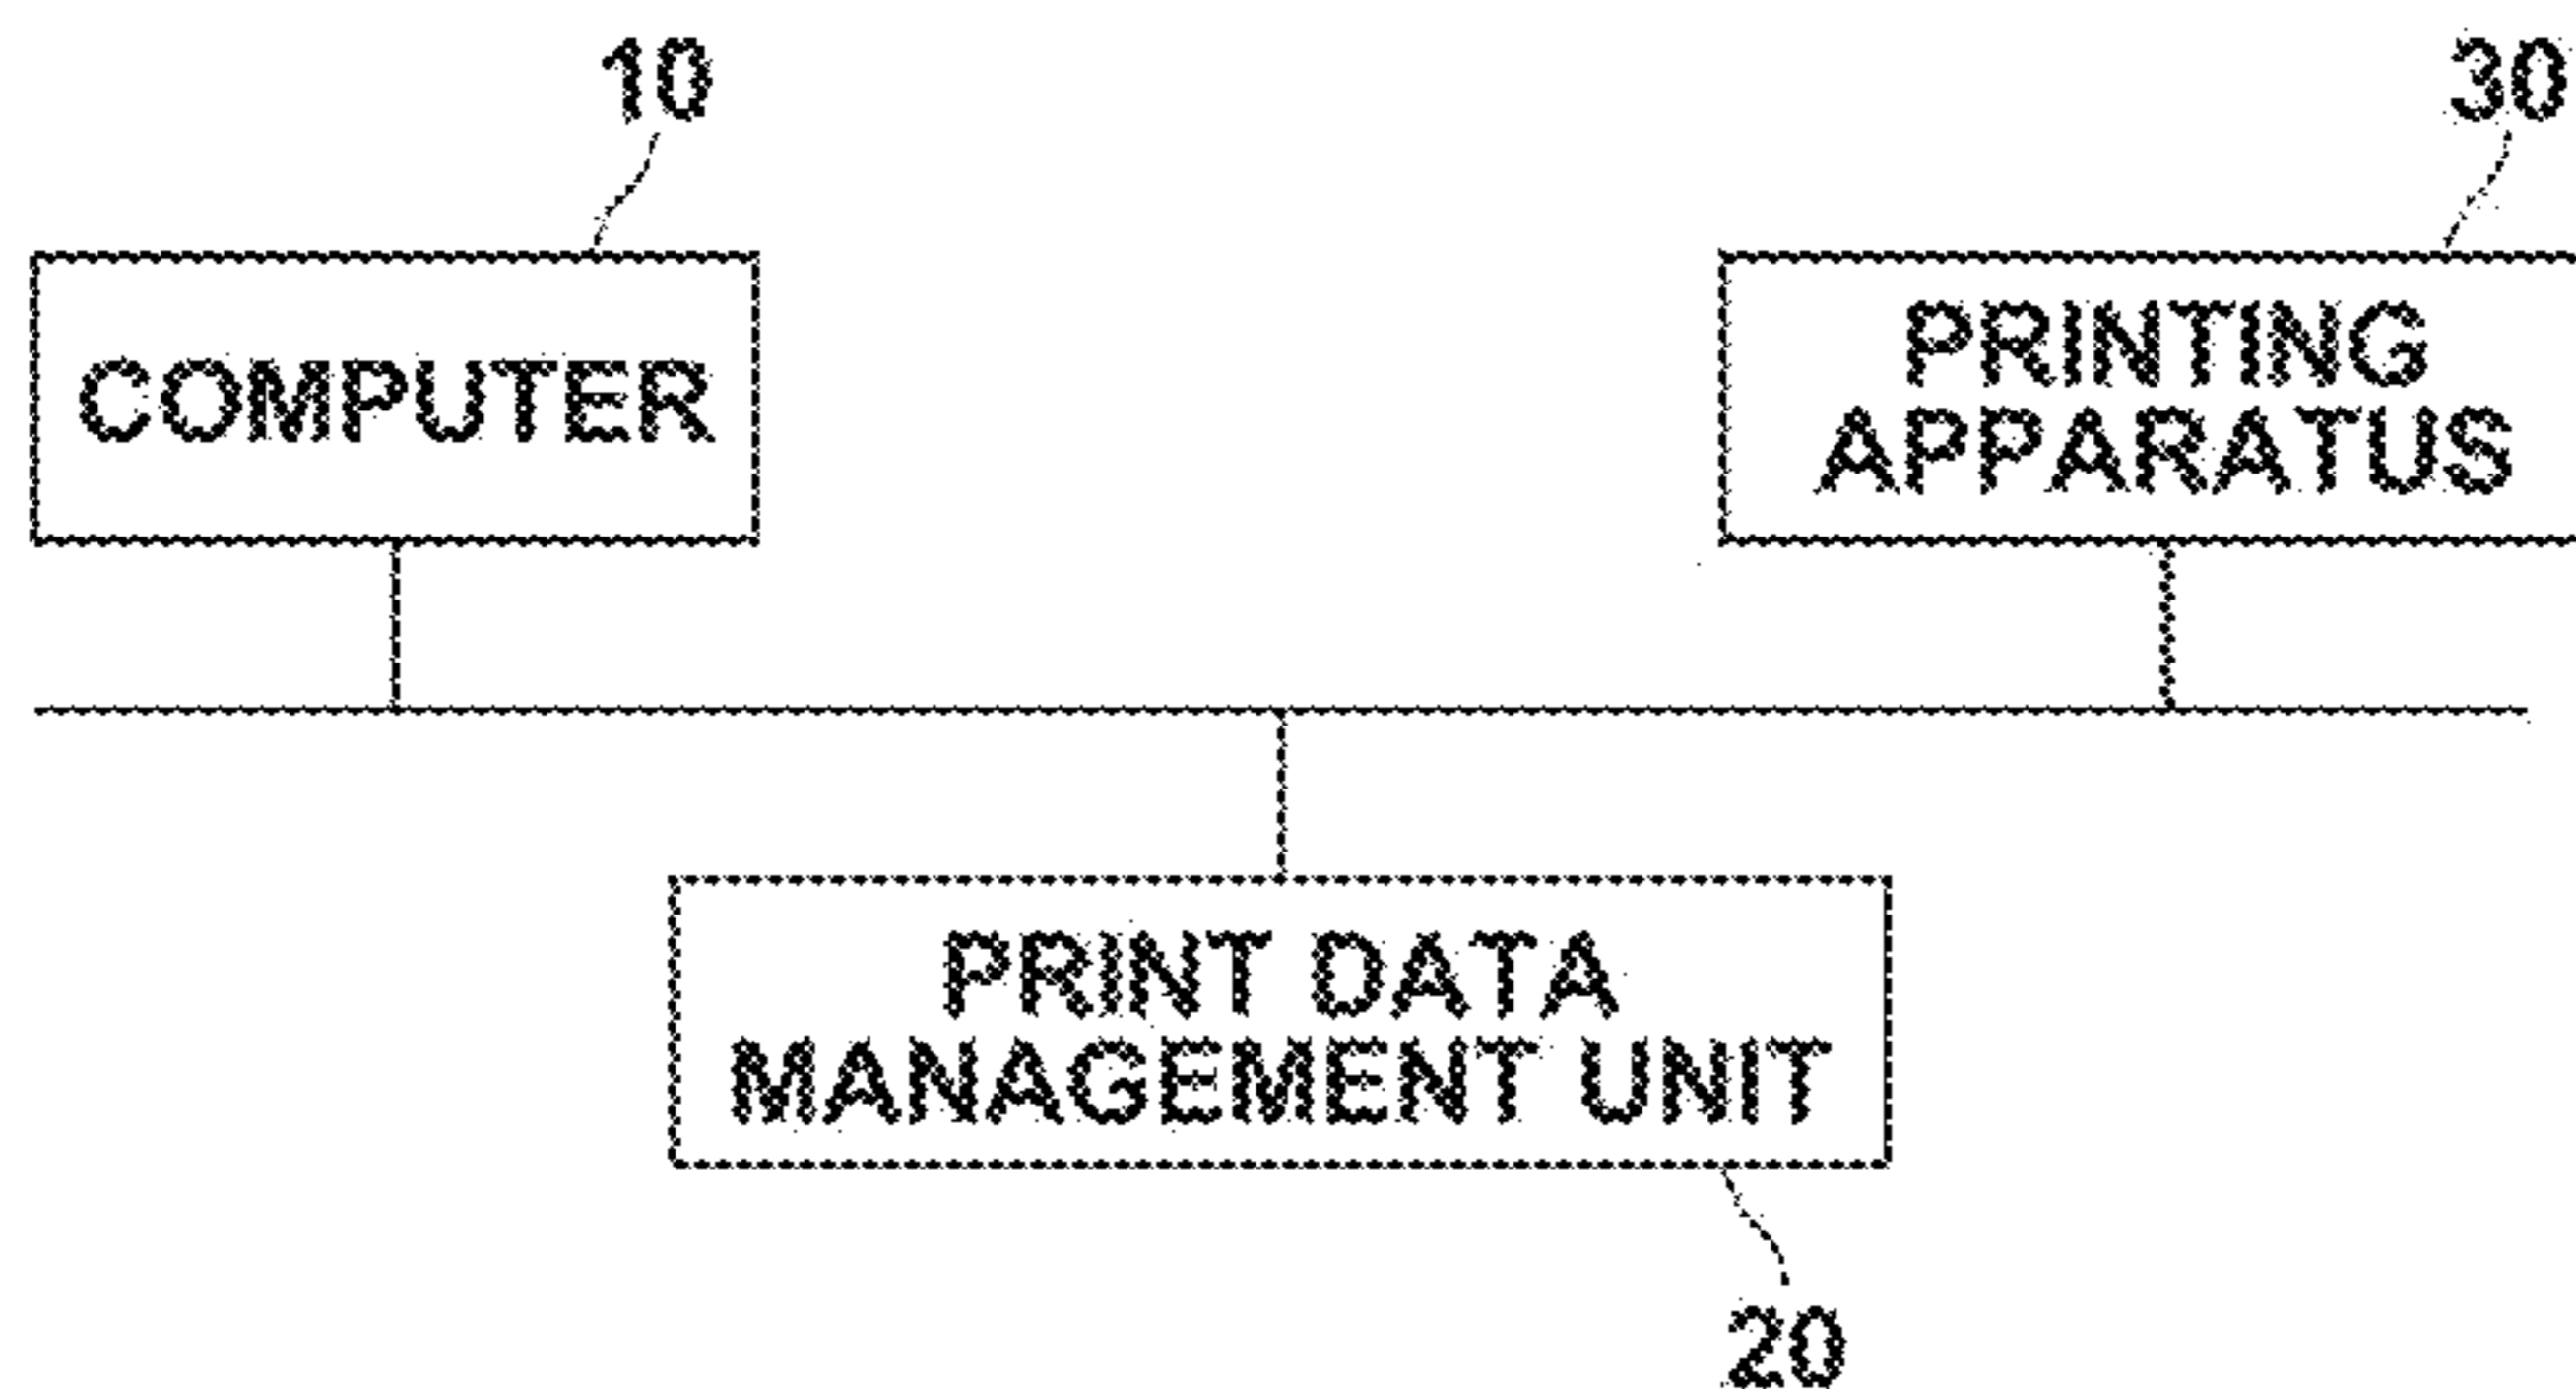 10
30
COMPUTER
PRINTING
APPARATUS
PRINT DATA
MANAGEMENT UNIT
20